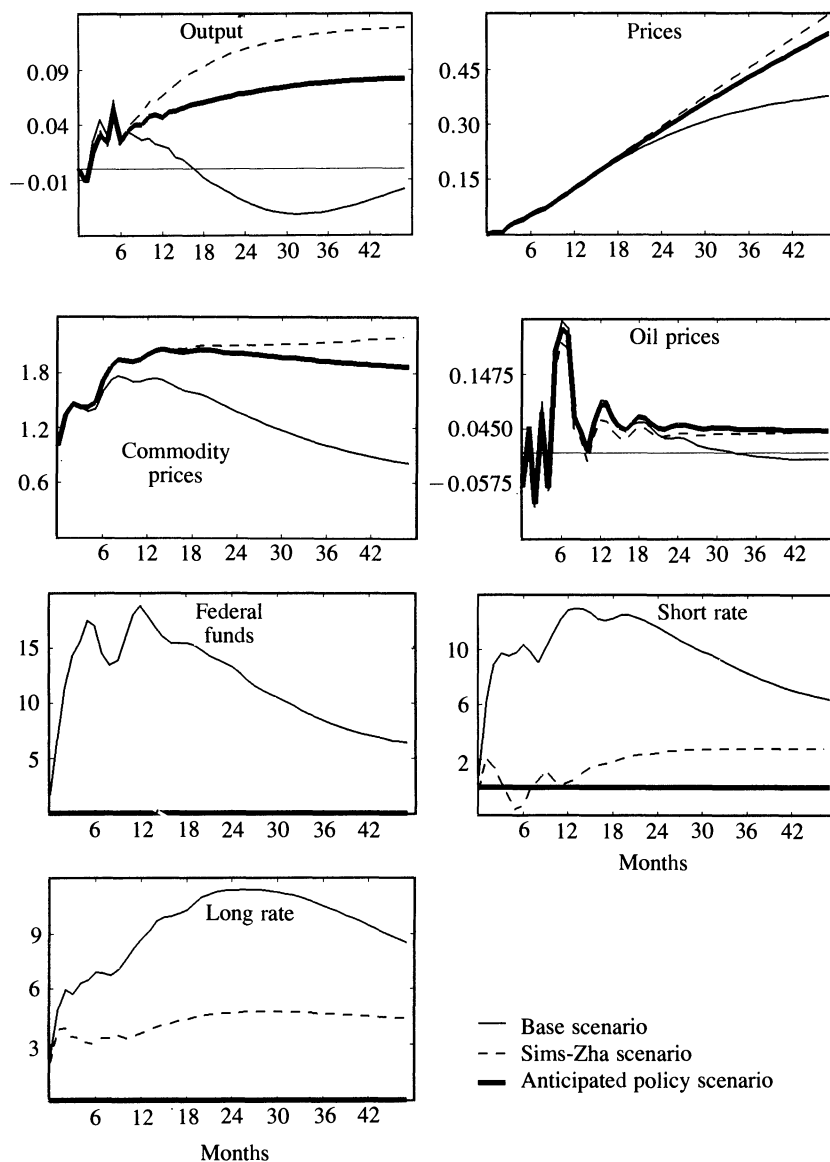 Output
0.09
0.04
−0.01
6 12 18 24 30 36 42
Prices
0.45
0.30
0.15
6 12 18 24 30 36 42
Commodity
prices
1.8
1.2
0.6
6 12 18 24 30 36 42
Oil prices
0.1475
0.0450
−0.0575
6 12 18 24 30 36 42
Federal
funds
15
10
5
6 12 18 24 30 36 42
Short rate
10
6
2
6 12 18 24 30 36 42
Months
Long rate
9
6
3
6 12 18 24 30 36 42
Months
Base scenario
Sims-Zha scenario
Anticipated policy scenario